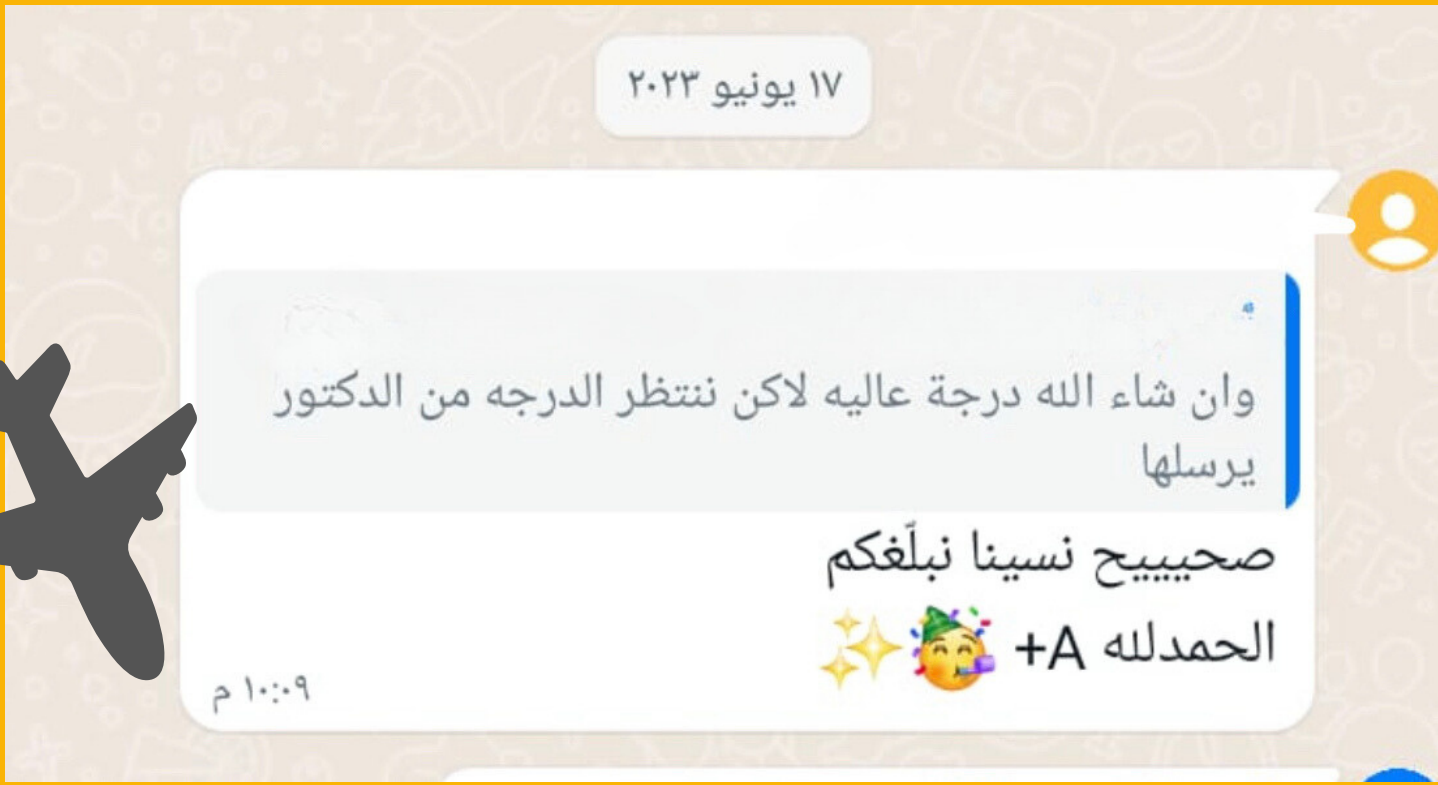 ١٧ يونيو ٢٠٢٣
وان شاء الله درجة عاليه لاكن ننتظر الدرجه من الدكتور
يرسلها
صحيييح نسينا نبلّغكم
الحمدلله A+ 🥳✨
١٠:٠٩ م